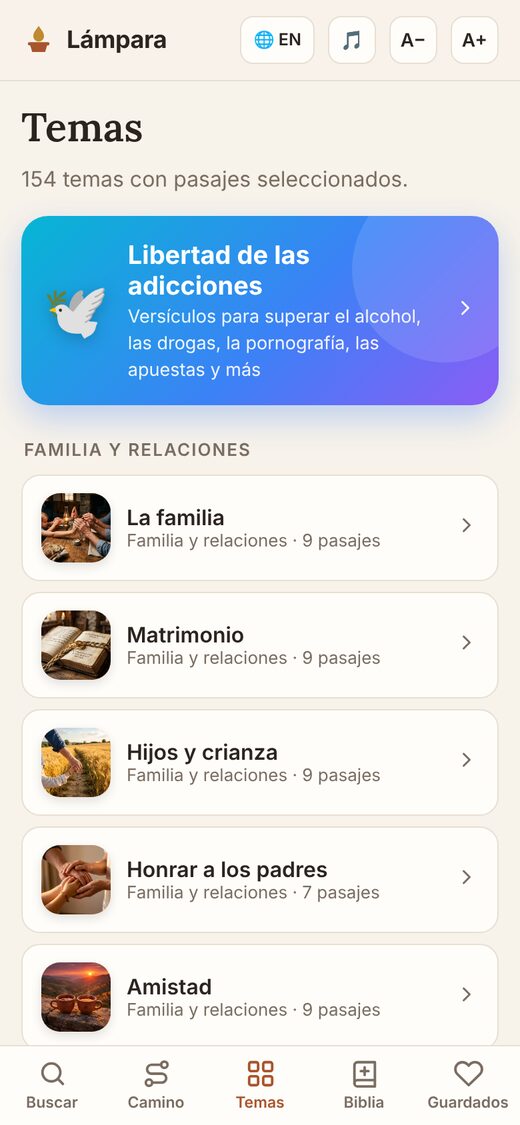 Lámpara
EN
A−
A+
Temas
154 temas con pasajes seleccionados.
Libertad de las
adicciones
Versículos para superar el alcohol,
las drogas, la pornografía, las
apuestas y más
FAMILIA Y RELACIONES
La familia
Familia y relaciones · 9 pasajes
Matrimonio
Familia y relaciones · 9 pasajes
Hijos y crianza
Familia y relaciones · 9 pasajes
Honrar a los padres
Familia y relaciones · 7 pasajes
Amistad
Familia y relaciones · 9 pasajes
Buscar
Camino
Temas
Biblia
Guardados